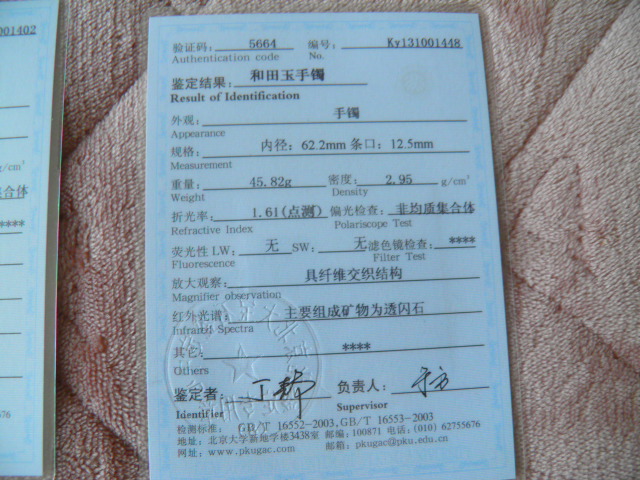 001402
g/cm³
集合体
****
5676
验证码: 5664 编号: Ky131001448
Authentication code No.
鉴定结果: 和田玉手镯
Result of Identification
外观: 手镯
Appearance
规格: 内径: 62.2mm 条口: 12.5mm
Measurement
重量: 45.82g 密度: 2.95 g/cm³
Weight Density
折光率: 1.61(点测) 偏光检查: 非均质集合体
Refractive Index Polariscope Test
荧光性 LW: 无 SW: 无 滤色镜检查: ****
Fluorescence Filter Test
放大观察: 具纤维交织结构
Magnifier observation
红外光谱: 主要组成矿物为透闪石
Infrared Spectra
其它: ****
Others
鉴定者: 负责人:
Identifier Supervisor
检测标准: GB/T 16552-2003,GB/T 16553-2003
地址: 北京大学新地学楼3438室 邮编: 100871 电话: (010) 62755676
网址: www.pkugac.com 邮箱: pkugac@pku.edu.cn